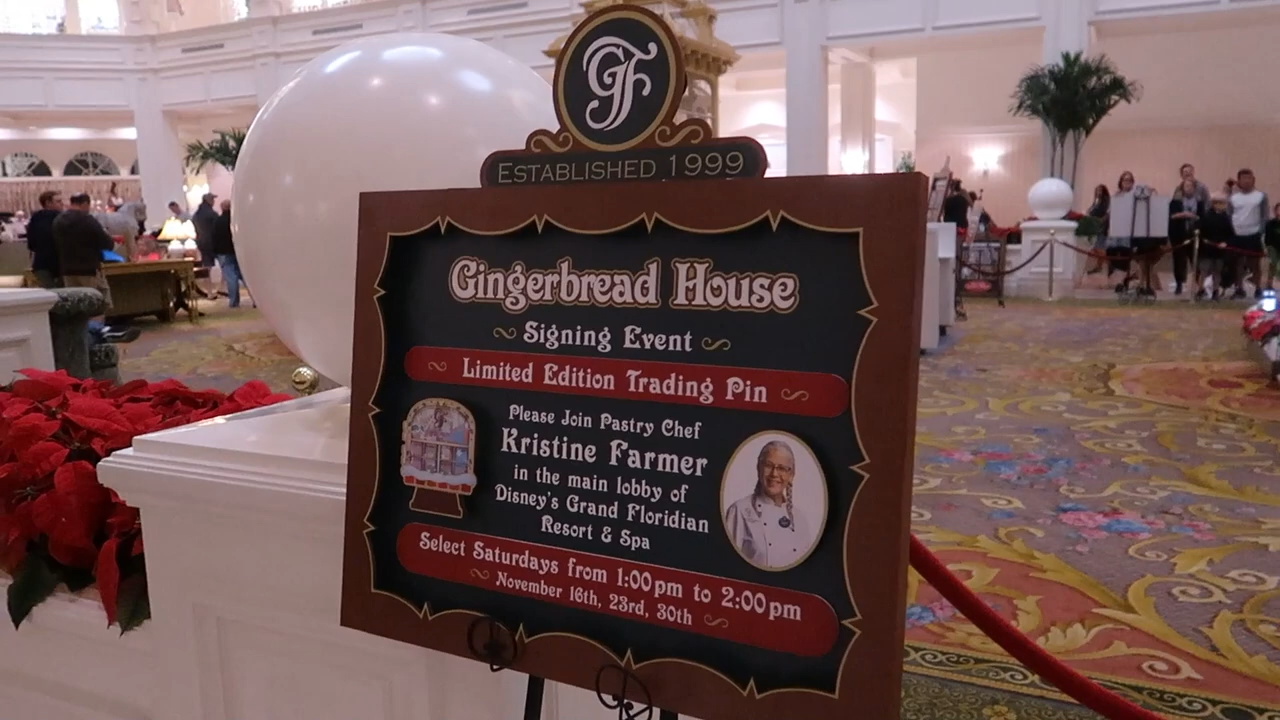 GF
ESTABLISHED 1999
Gingerbread House
Signing Event
Limited Edition Trading Pin
Please Join Pastry Chef
Kristine Farmer
in the main lobby of
Disney's Grand Floridian
Resort & Spa
Select Saturdays from 1:00pm to 2:00pm
November 16th, 23rd, 30th